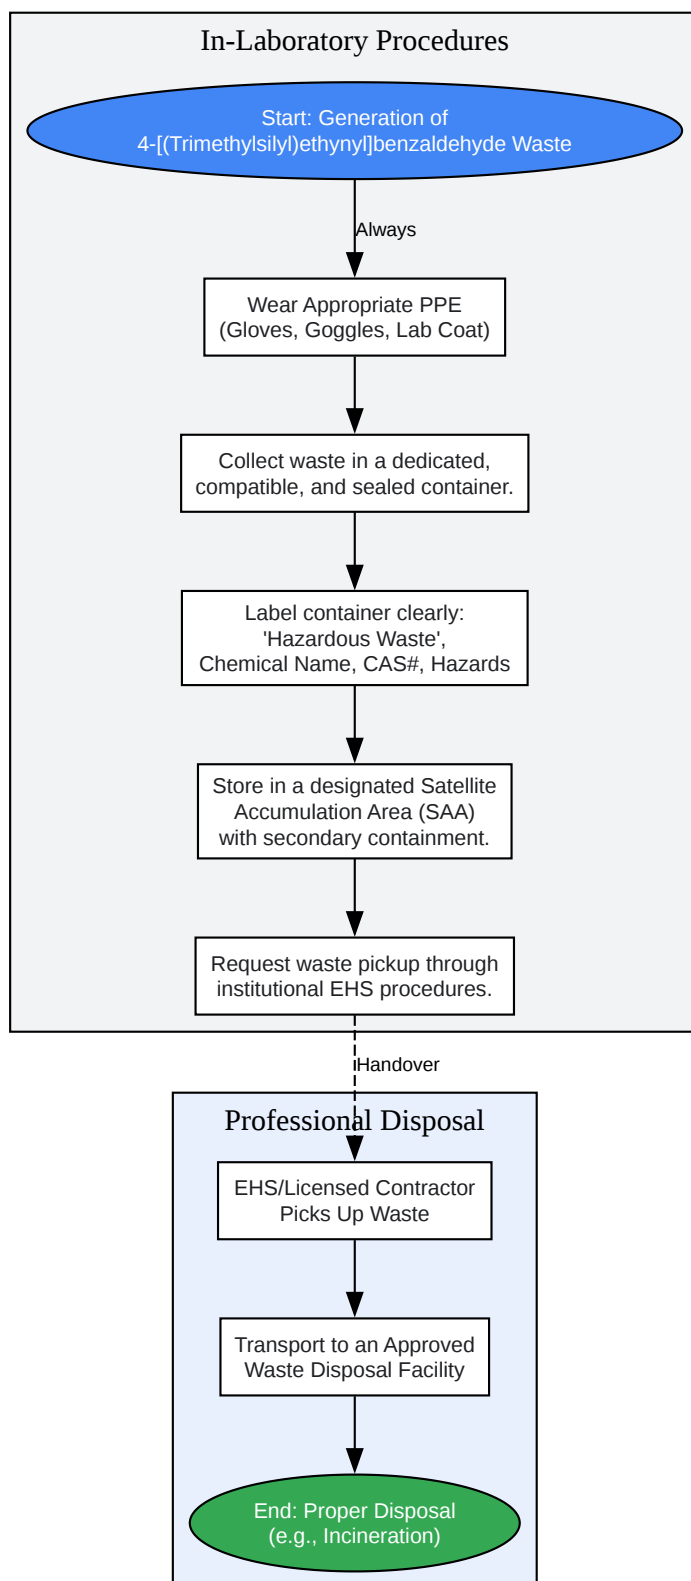 In-Laboratory Procedures
Start: Generation of
4-[(Trimethylsilyl)ethynyl]benzaldehyde Waste
Always
Wear Appropriate PPE
(Gloves, Goggles, Lab Coat)
Collect waste in a dedicated,
compatible, and sealed container.
Label container clearly:
'Hazardous Waste',
Chemical Name, CAS#, Hazards
Store in a designated Satellite
Accumulation Area (SAA)
with secondary containment.
Request waste pickup through
institutional EHS procedures.
Handover
Professional Disposal
EHS/Licensed Contractor
Picks Up Waste
Transport to an Approved
Waste Disposal Facility
End: Proper Disposal
(e.g., Incineration)